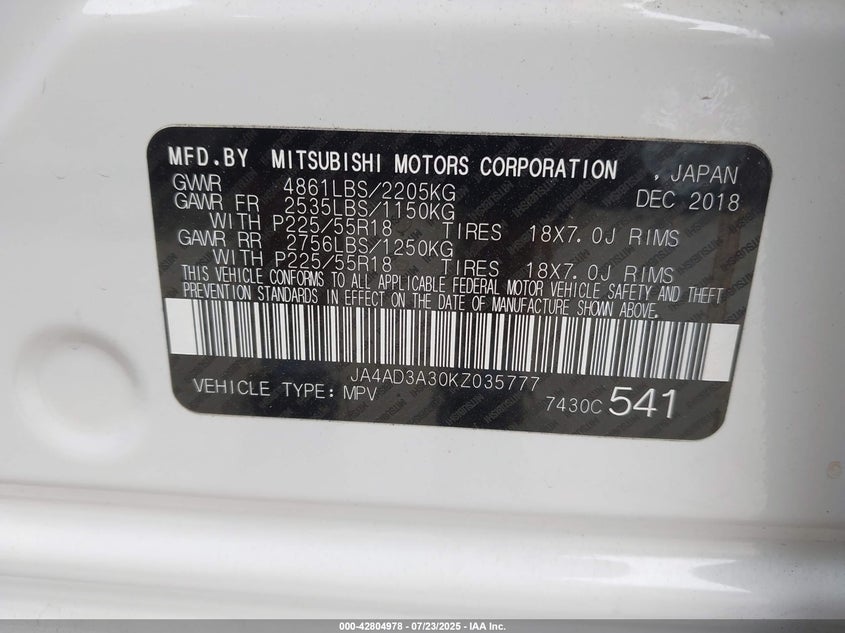 MFD.BY MITSUBISHI MOTORS CORPORATION , JAPAN
GVWR 4861LBS/2205KG DEC 2018
GAWR FR 2535LBS/1150KG
WITH P225/55R18 TIRES 18X7.0J RIMS
GAWR RR 2756LBS/1250KG
WITH P225/55R18 TIRES 18X7.0J RIMS
THIS VEHICLE CONFORMS TO ALL APPLICABLE FEDERAL MOTOR VEHICLE SAFETY AND THEFT
PREVENTION STANDARDS IN EFFECT ON THE DATE OF MANUFACTURE SHOWN ABOVE.
JA4AD3A30KZ035777
VEHICLE TYPE: MPV 7430C 541
000-42804978 - 07/23/2025 - IAA Inc.